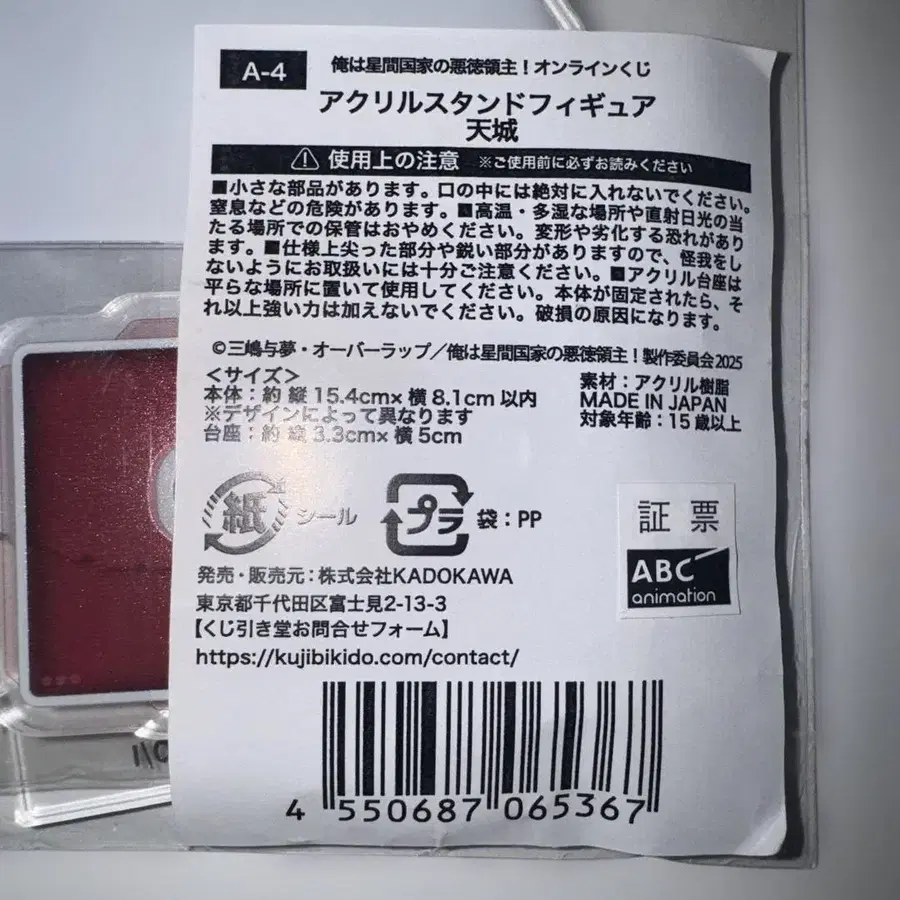 A-4
俺は星間国家の悪徳領主！オンラインくじ
アクリルスタンドフィギュア
天城
⚠使用上の注意 ※ご使用前に必ずお読みください
■小さな部品があります。口の中には絶対に入れないでください。
窒息などの危険があります。■高温・多湿な場所や直射日光の当
たる場所での保管はおやめください。変形や劣化する恐れがあり
ます。■仕様上尖った部分や鋭い部分がありますので、怪我をし
ないようにお取扱いには十分ご注意ください。■アクリル台座は
平らな場所に置いて使用してください。本体が固定されたら、そ
れ以上強い力は加えないでください。破損の原因になります。
©三嶋与夢・オーバーラップ／俺は星間国家の悪徳領主！製作委員会2025
＜サイズ＞
本体：約 縦 15.4cm× 横 8.1cm 以内
※デザインによって異なります
台座：約 縦 3.3cm× 横 5cm
素材：アクリル樹脂
MADE IN JAPAN
対象年齢：15 歳以上
紙 シール
プラ 袋：PP
証 票
ABC
animation
発売・販売元：株式会社KADOKAWA
東京都千代田区富士見2-13-3
【くじ引き堂お問合せフォーム】
https://kujibikido.com/contact/
4 550687 065367